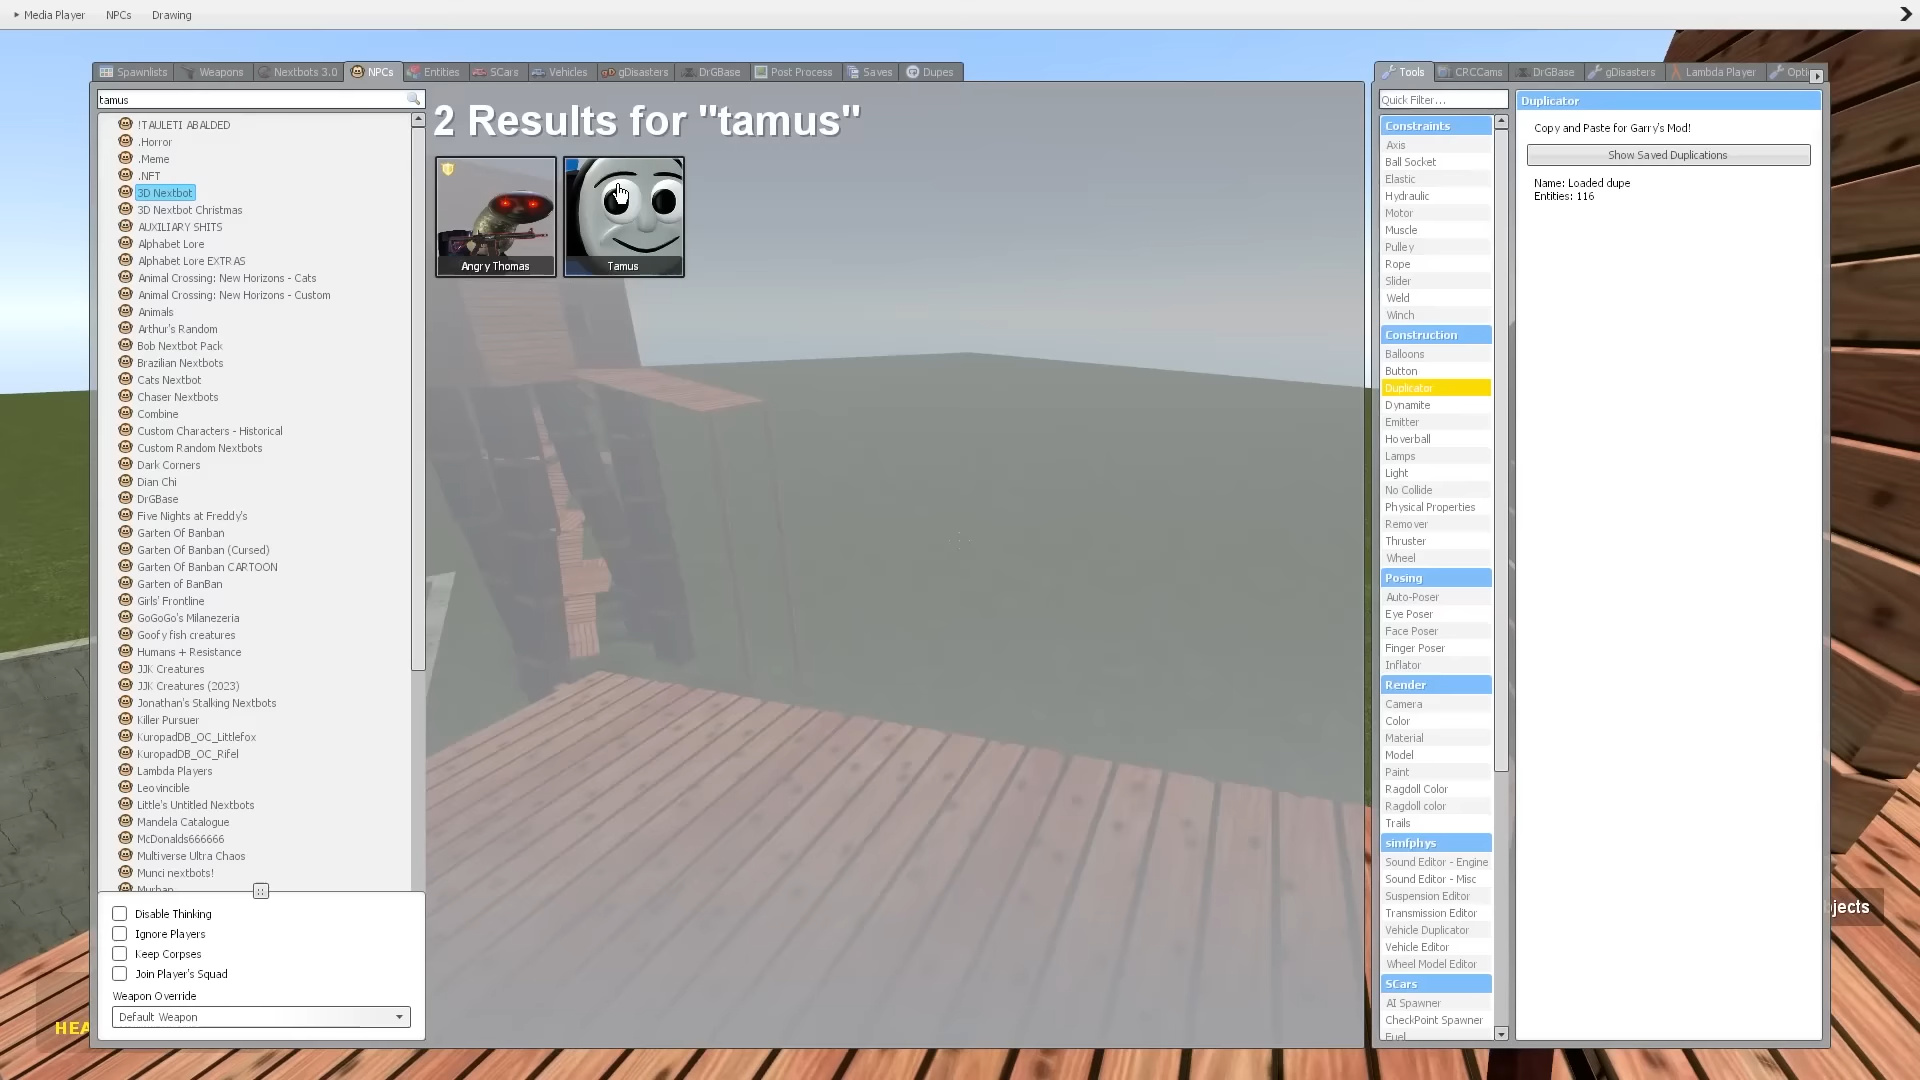 Media Player NPCs Drawing
Spawnlists Weapons Nextbots 3.0 NPCs Entities SCars Vehicles gDisasters DrGBase Post Process Saves Dupes
tamus
!TAULETI ABALDED
.Horror
.Meme
.NFT
3D Nextbot
3D Nextbot Christmas
AUXILIARY SHITS
Alphabet Lore
Alphabet Lore EXTRAS
Animal Crossing: New Horizons - Cats
Animal Crossing: New Horizons - Custom
Animals
Arthur's Random
Bob Nextbot Pack
Brazilian Nextbots
Cats Nextbot
Chaser Nextbots
Combine
Custom Characters - Historical
Custom Random Nextbots
Dark Corners
Dian Chi
DrGBase
Five Nights at Freddy's
Garten Of Banban
Garten Of Banban (Cursed)
Garten Of Banban CARTOON
Garten of BanBan
Girls' Frontline
GoGoGo's Milanezeria
Goofy fish creatures
Humans + Resistance
JJK Creatures
JJK Creatures (2023)
Jonathan's Stalking Nextbots
Killer Pursuer
KuropadDB_OC_Littlefox
KuropadDB_OC_Rifel
Lambda Players
Leovincible
Little's Untitled Nextbots
Mandela Catalogue
McDonalds666666
Multiverse Ultra Chaos
Munci nextbots!
Disable Thinking
Ignore Players
Keep Corpses
Join Player's Squad
Weapon Override
Default Weapon
HEA
2 Results for "tamus"
Angry Thomas
Tamus
Tools CRCCams DrGBase gDisasters Lambda Player Opti
Quick Filter...
Constraints
Axis
Ball Socket
Elastic
Hydraulic
Motor
Muscle
Pulley
Rope
Slider
Weld
Winch
Construction
Balloons
Button
Duplicator
Dynamite
Emitter
Hoverball
Lamps
Light
No Collide
Physical Properties
Remover
Thruster
Wheel
Posing
Auto-Poser
Eye Poser
Face Poser
Finger Poser
Inflator
Render
Camera
Color
Material
Model
Paint
Ragdoll Color
Ragdoll color
Trails
simfphys
Sound Editor - Engine
Sound Editor - Misc
Suspension Editor
Transmission Editor
Vehicle Duplicator
Vehicle Editor
Wheel Model Editor
SCars
AI Spawner
CheckPoint Spawner
Fuel
Duplicator
Copy and Paste for Garry's Mod!
Show Saved Duplications
Name: Loaded dupe
Entities: 116
jects